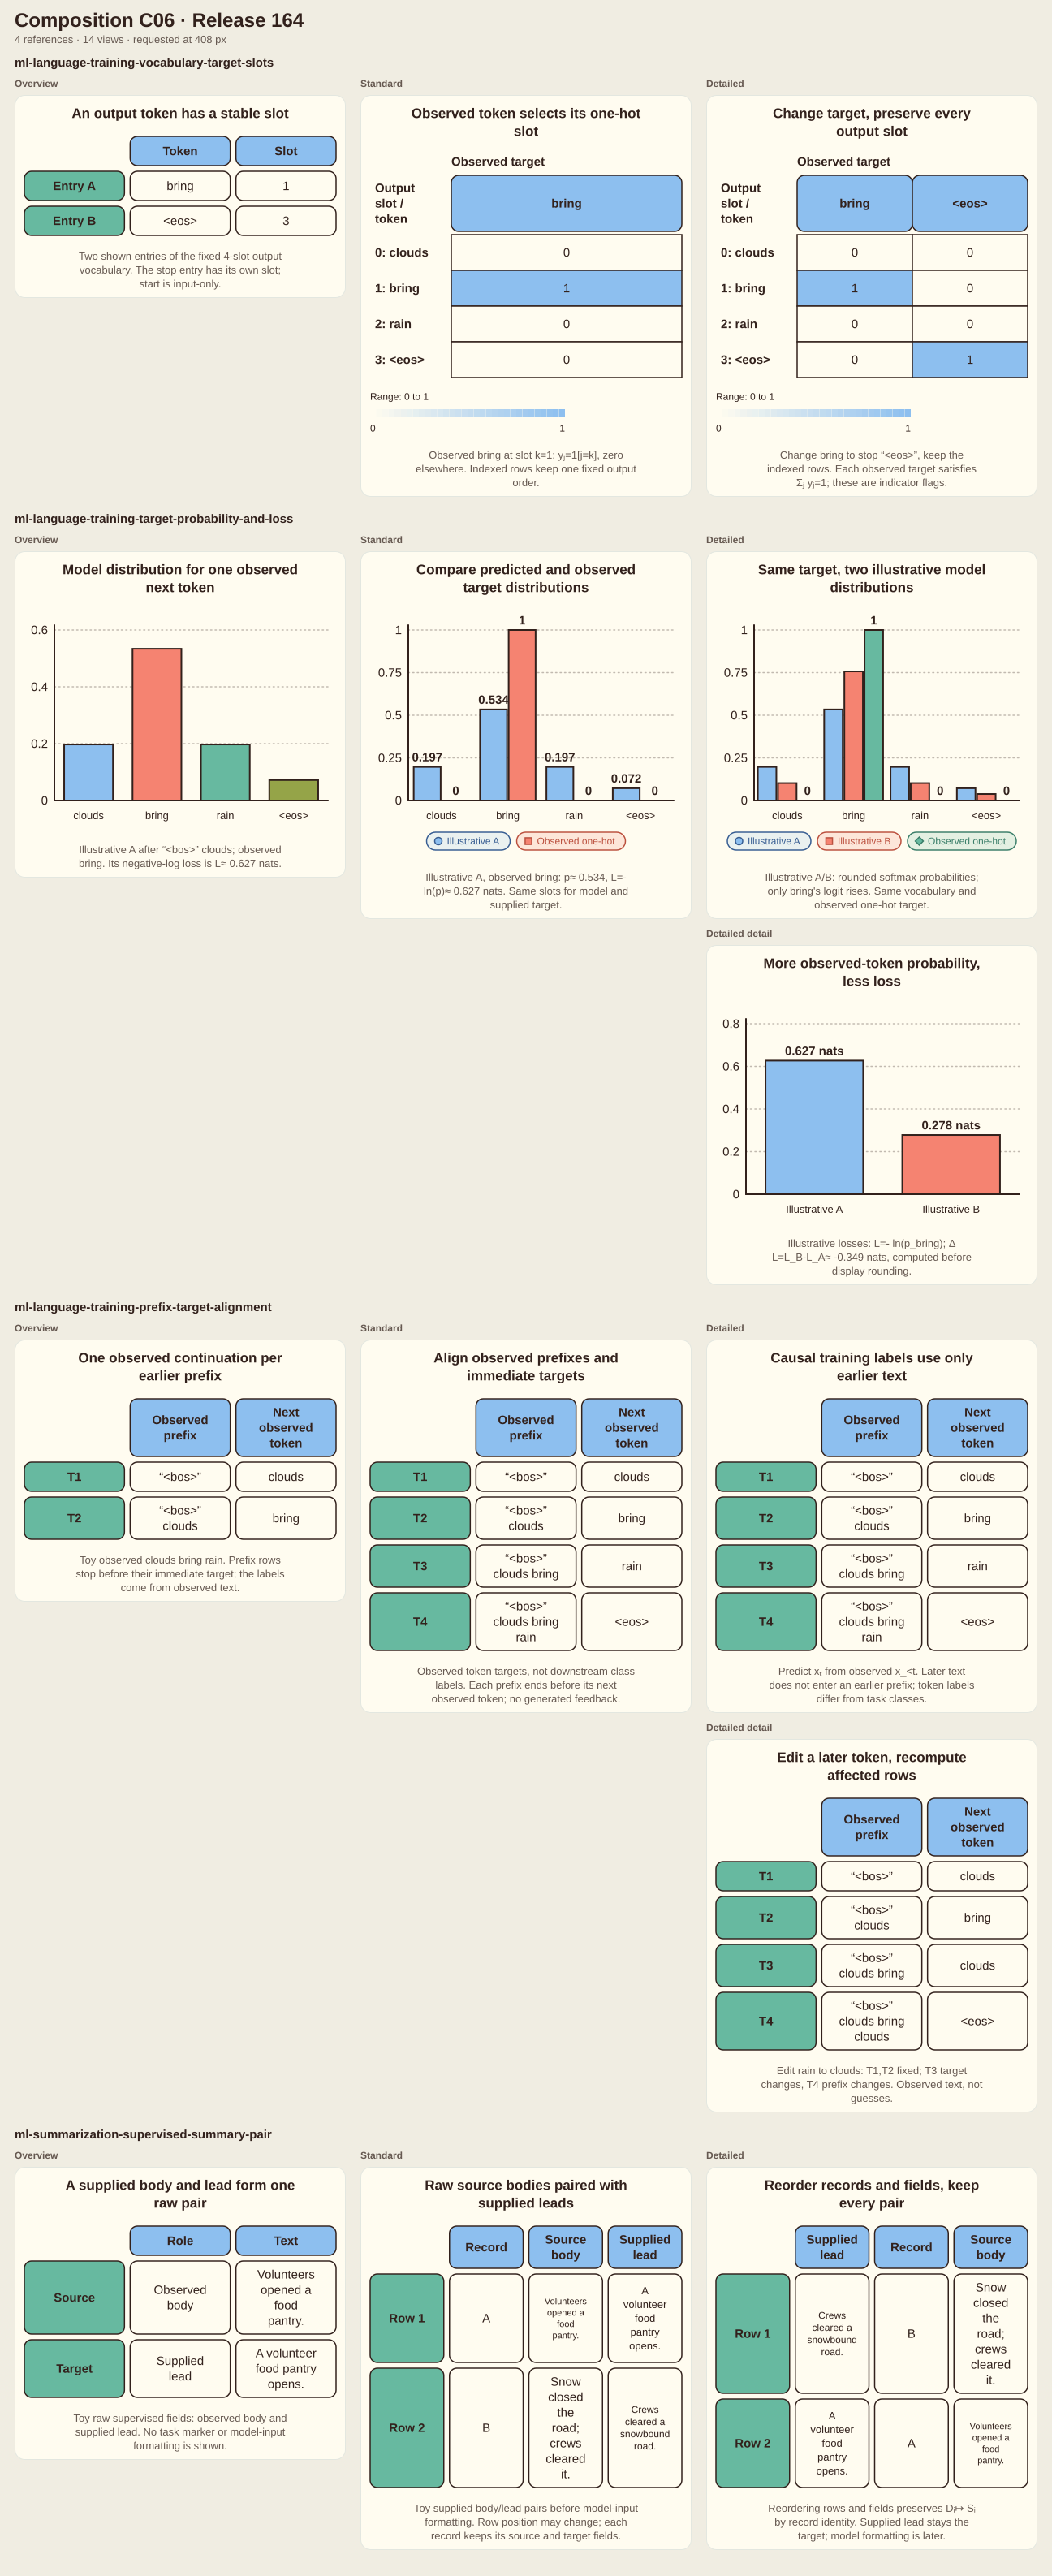 Composition C06 · Release 164
4 references · 14 views · requested at 408 px
ml-language-training-vocabulary-target-slots
Overview
An output token has a stable slot
Token
Slot
Entry A
bring
1
Entry B
<eos>
3
Two shown entries of the fixed 4-slot output
vocabulary. The stop entry has its own slot;
start is input-only.
Standard
Observed token selects its one-hot
slot
Observed target
Output
slot /
token
bring
0: clouds
0
1: bring
1
2: rain
0
3: <eos>
0
Range: 0 to 1
0
1
Observed bring at slot k=1: yⱼ=1[j=k], zero
elsewhere. Indexed rows keep one fixed output
order.
Detailed
Change target, preserve every
output slot
Observed target
Output
slot /
token
bring
<eos>
0: clouds
0
0
1: bring
1
0
2: rain
0
0
3: <eos>
0
1
Range: 0 to 1
0
1
Change bring to stop “<eos>”, keep the
indexed rows. Each observed target satisfies
Σⱼ yⱼ=1; these are indicator flags.
ml-language-training-target-probability-and-loss
Overview
Model distribution for one observed
next token
0.6
0.4
0.2
0
clouds
bring
rain
<eos>
Illustrative A after “<bos>” clouds; observed
bring. Its negative-log loss is L≈ 0.627 nats.
Standard
Compare predicted and observed
target distributions
1
0.75
0.5
0.25
0
0.197
0
0.534
1
0.197
0
0.072
0
clouds
bring
rain
<eos>
Illustrative A
Observed one-hot
Illustrative A, observed bring: p≈ 0.534, L=-
ln(p)≈ 0.627 nats. Same slots for model and
supplied target.
Detailed
Same target, two illustrative model
distributions
1
0.75
0.5
0.25
0
0
1
0
0
clouds
bring
rain
<eos>
Illustrative A
Illustrative B
Observed one-hot
Illustrative A/B: rounded softmax probabilities;
only bring's logit rises. Same vocabulary and
observed one-hot target.
Detailed detail
More observed-token probability,
less loss
0.8
0.6
0.4
0.2
0
0.627 nats
0.278 nats
Illustrative A
Illustrative B
Illustrative losses: L=- ln(p_bring); Δ
L=L_B-L_A≈ -0.349 nats, computed before
display rounding.
ml-language-training-prefix-target-alignment
Overview
One observed continuation per
earlier prefix
Observed
prefix
Next
observed
token
T1
“<bos>”
clouds
T2
“<bos>”
clouds
bring
Toy observed clouds bring rain. Prefix rows
stop before their immediate target; the labels
come from observed text.
Standard
Align observed prefixes and
immediate targets
Observed
prefix
Next
observed
token
T1
“<bos>”
clouds
T2
“<bos>”
clouds
bring
T3
“<bos>”
clouds bring
rain
T4
“<bos>”
clouds bring
rain
<eos>
Observed token targets, not downstream class
labels. Each prefix ends before its next
observed token; no generated feedback.
Detailed
Causal training labels use only
earlier text
Observed
prefix
Next
observed
token
T1
“<bos>”
clouds
T2
“<bos>”
clouds
bring
T3
“<bos>”
clouds bring
rain
T4
“<bos>”
clouds bring
rain
<eos>
Predict xₜ from observed x_<t. Later text
does not enter an earlier prefix; token labels
differ from task classes.
Detailed detail
Edit a later token, recompute
affected rows
Observed
prefix
Next
observed
token
T1
“<bos>”
clouds
T2
“<bos>”
clouds
bring
T3
“<bos>”
clouds bring
clouds
T4
“<bos>”
clouds bring
clouds
<eos>
Edit rain to clouds: T1,T2 fixed; T3 target
changes, T4 prefix changes. Observed text, not
guesses.
ml-summarization-supervised-summary-pair
Overview
A supplied body and lead form one
raw pair
Role
Text
Source
Observed
body
Volunteers
opened a
food
pantry.
Target
Supplied
lead
A volunteer
food pantry
opens.
Toy raw supervised fields: observed body and
supplied lead. No task marker or model-input
formatting is shown.
Standard
Raw source bodies paired with
supplied leads
Record
Source
body
Supplied
lead
Row 1
A
Volunteers
opened a
food
pantry.
A
volunteer
food
pantry
opens.
Row 2
B
Snow
closed
the
road;
crews
cleared
it.
Crews
cleared a
snowbound
road.
Toy supplied body/lead pairs before model-input
formatting. Row position may change; each
record keeps its source and target fields.
Detailed
Reorder records and fields, keep
every pair
Supplied
lead
Record
Source
body
Row 1
Crews
cleared a
snowbound
road.
B
Snow
closed
the
road;
crews
cleared
it.
Row 2
A
volunteer
food
pantry
opens.
A
Volunteers
opened a
food
pantry.
Reordering rows and fields preserves Dᵢ↦ Sᵢ
by record identity. Supplied lead stays the
target; model formatting is later.